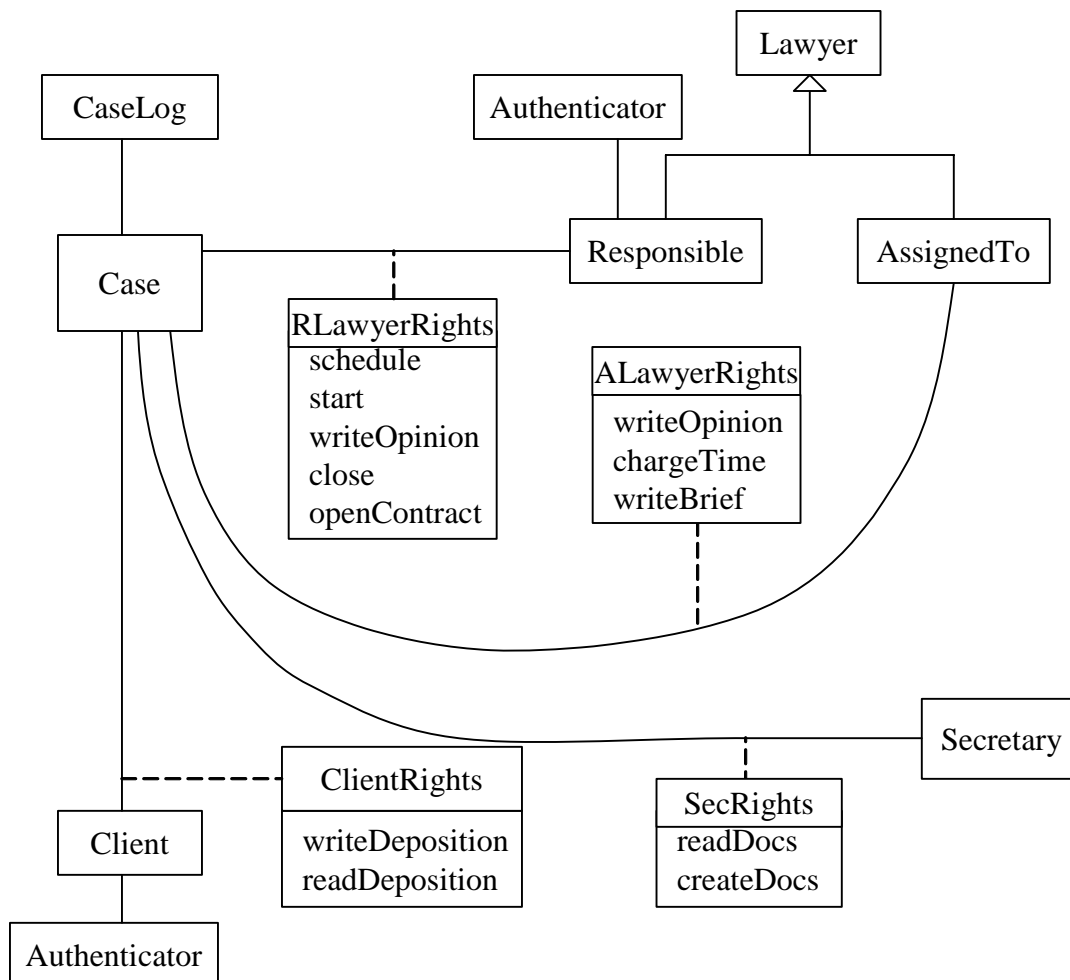 Lawyer
CaseLog
Authenticator
Case
Responsible
AssignedTo
RLawyerRights
schedule
start
writeOpinion
close
openContract
ALawyerRights
writeOpinion
chargeTime
writeBrief
Secretary
ClientRights
writeDeposition
readDeposition
SecRights
readDocs
createDocs
Client
Authenticator